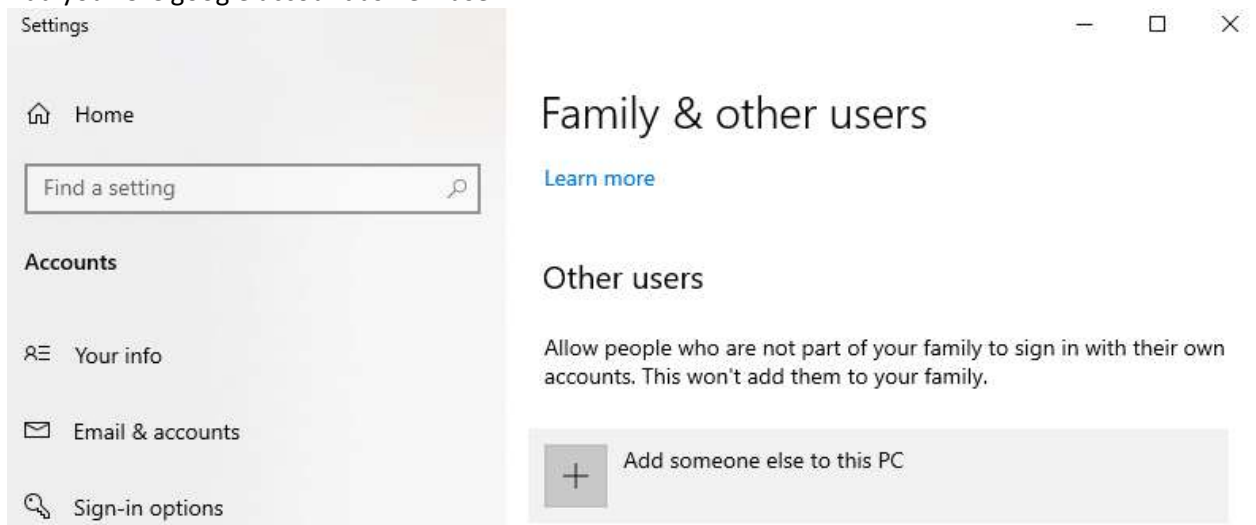 Settings
Home
Find a setting
Accounts
Your info
Email & accounts
Sign-in options
Family & other users
Learn more
Other users
Allow people who are not part of your family to sign in with their own
accounts. This won't add them to your family.
Add someone else to this PC